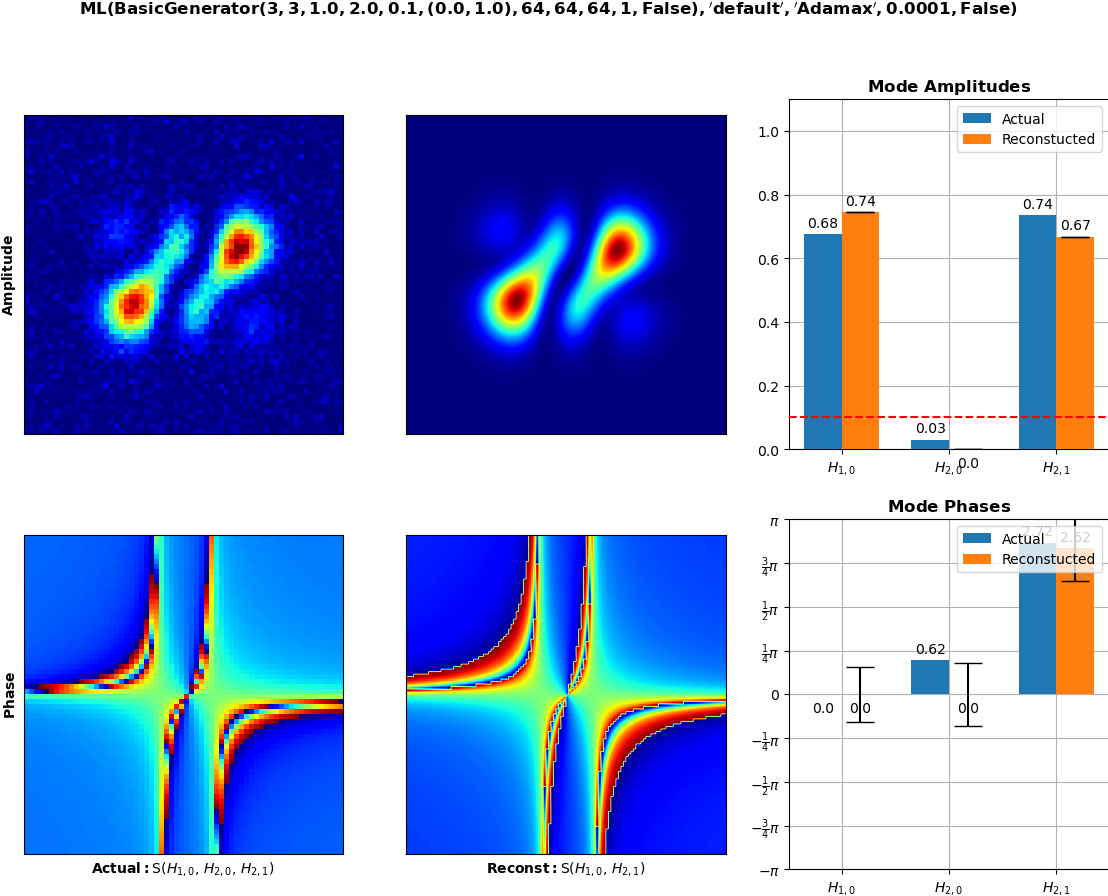 ML(BasicGenerator(3, 3, 1.0, 2.0, 0.1, (0.0, 1.0), 64, 64, 64, 1, False), ′default′, ′Adamax′, 0.0001, False)
Amplitude
Mode Amplitudes
Actual
Reconstucted
1.0
0.8
0.6
0.4
0.2
0.0
0.68
0.74
0.03
0.0
0.74
0.67
H1,0
H2,0
H2,1
Phase
Actual: S(H1,0, H2,0, H2,1)
Reconst: S(H1,0, H2,1)
Mode Phases
Actual
Reconstucted
π
3/4π
1/2π
1/4π
0
−1/4π
−1/2π
−3/4π
−π
0.0
0.0
0.62
0.0
2.72
2.62
H1,0
H2,0
H2,1